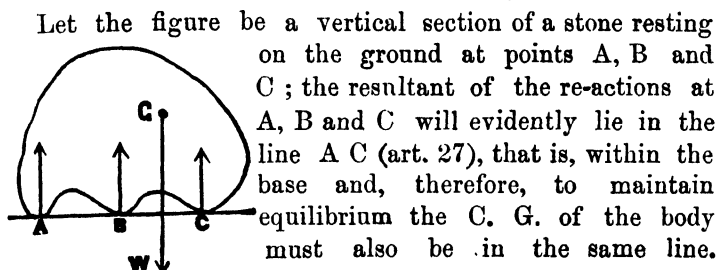 Let the figure be a vertical section of a stone resting
on the ground at points A, B and
C ; the resultant of the re-actions at
A, B and C will evidently lie in the
line A C (art. 27), that is, within the
base and, therefore, to maintain
equilibrium the C. G. of the body
must also be in the same line.
G
A B C
W